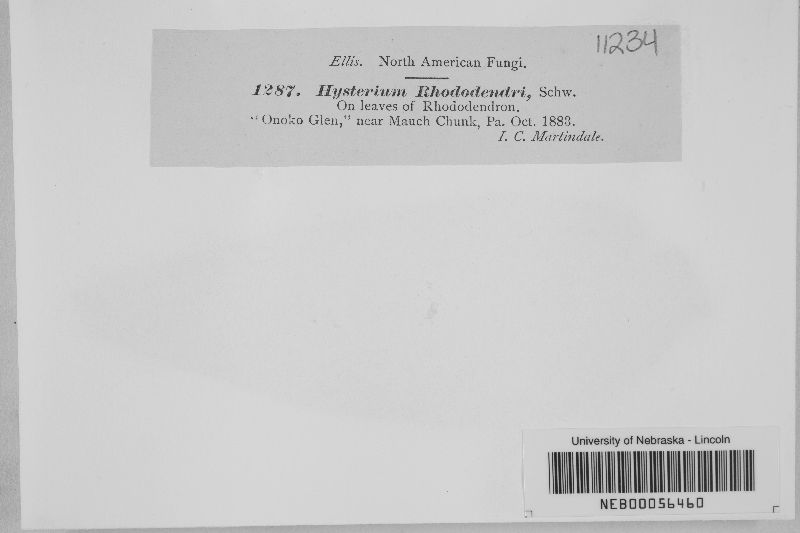 11234
Ellis. North American Fungi.
1287. Hysterium Rhododendri, Schw.
On leaves of Rhododendron.
"Onoko Glen," near Mauch Chunk, Pa. Oct. 1883.
I. C. Martindale.
University of Nebraska - Lincoln
NEB00056460